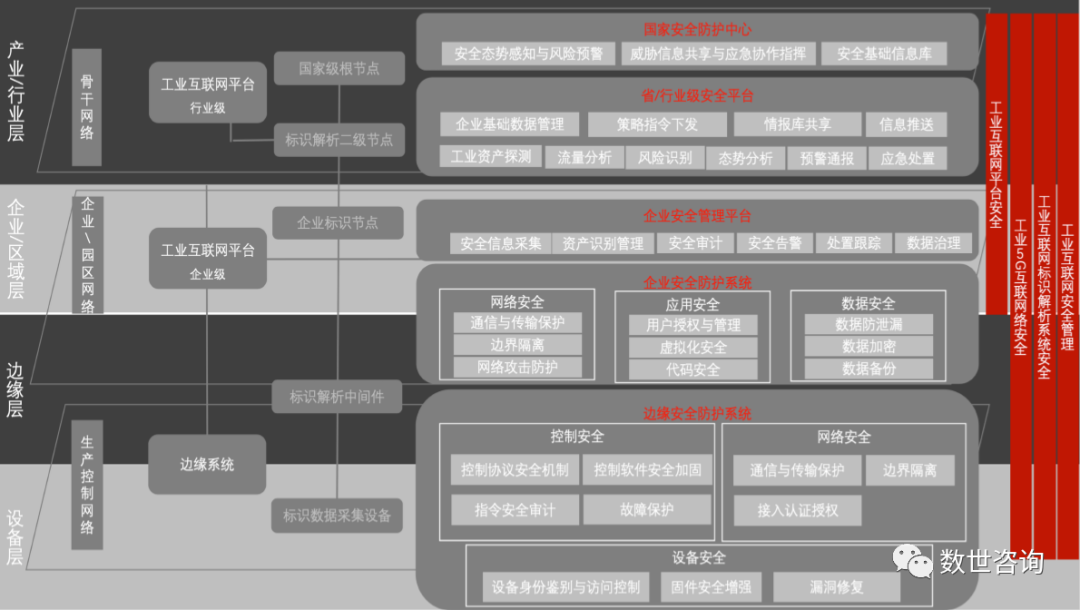 产业/行业层
骨干网络
工业互联网平台
行业级
国家级根节点
标识解析二级节点
国家安全防护中心
安全态势感知与风险预警
威胁信息共享与应急协作指挥
安全基础信息库
省/行业级安全平台
企业基础数据管理
策略指令下发
情报库共享
信息推送
工业资产探测
流量分析
风险识别
态势分析
预警通报
应急处置
企业/区域层
企业\园区网络
工业互联网平台
企业级
企业标识节点
企业安全管理平台
安全信息采集
资产识别管理
安全审计
安全告警
处置跟踪
数据治理
企业安全防护系统
网络安全
通信与传输保护
边界隔离
网络攻击防护
应用安全
用户授权与管理
虚拟化安全
代码安全
数据安全
数据防泄漏
数据加密
数据备份
边缘层
标识解析中间件
生产控制网络
边缘系统
设备层
标识数据采集设备
边缘安全防护系统
控制安全
控制协议安全机制
控制软件安全加固
指令安全审计
故障保护
网络安全
通信与传输保护
边界隔离
接入认证授权
设备安全
设备身份鉴别与访问控制
固件安全增强
漏洞修复
工业互联网平台安全
工业5G互联网络安全
工业互联网标识解析系统安全
工业互联网安全管理
数世咨询